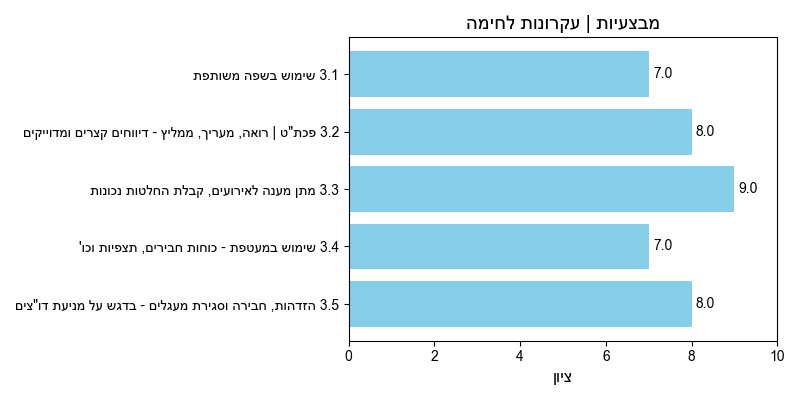 מבצעיות | עקרונות לחימה
3.1 שימוש בשפה משותפת
7.0
3.2 פכת"ט | רואה, מעריך, ממליץ - דיווחים קצרים ומדוייקים
8.0
3.3 מתן מענה לאירועים, קבלת החלטות נכונות
9.0
3.4 שימוש במעטפת - כוחות חבירים, תצפיות וכו'
7.0
3.5 הזדהות, חבירה וסגירת מעגלים - בדגש על מניעת דו"צים
8.0
0 2 4 6 8 10
ציון